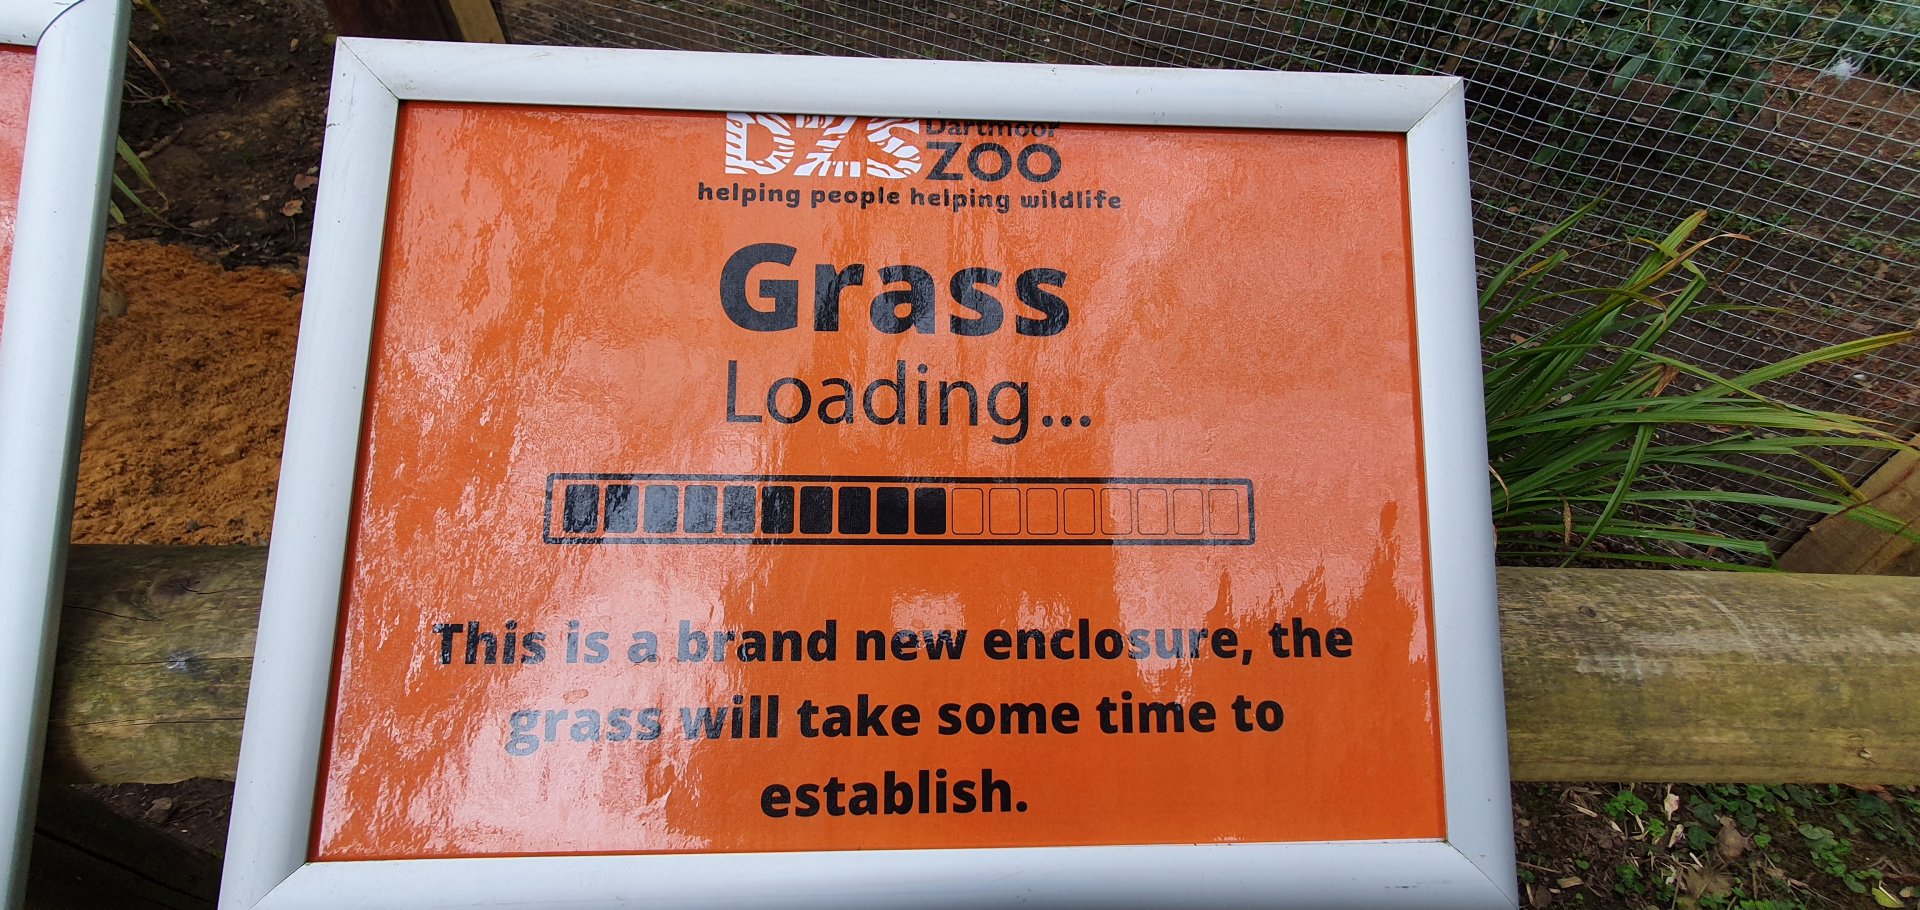 DZS Dartmoor
ZOO
helping people helping wildlife
Grass
Loading...
This is a brand new enclosure, the
grass will take some time to
establish.